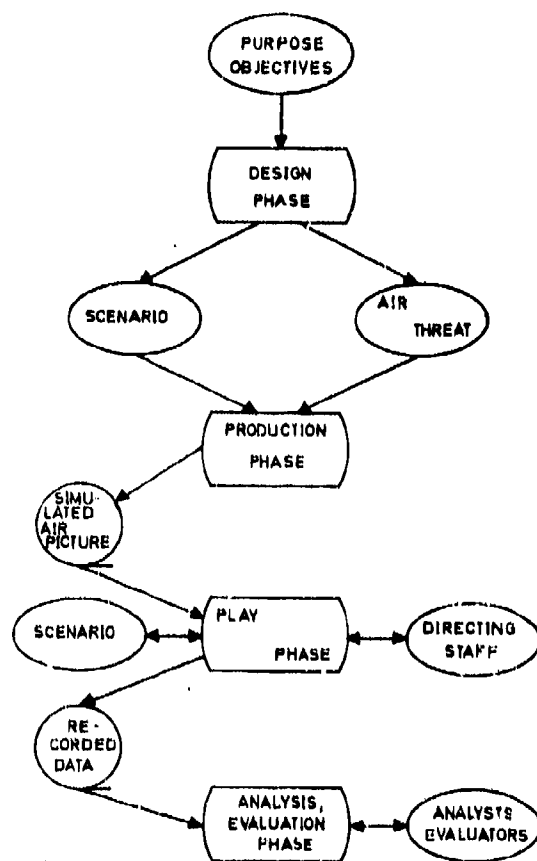 PURPOSE
OBJECTIVES
DESIGN
PHASE
SCENARIO
AIR
THREAT
PRODUCTION
PHASE
SIMU-
LATED
AIR
PICTURE
SCENARIO
PLAY
PHASE
DIRECTING
STAFF
RE-
CORDED
DATA
ANALYSIS,
EVALUATION
PHASE
ANALYSTS
EVALUATORS